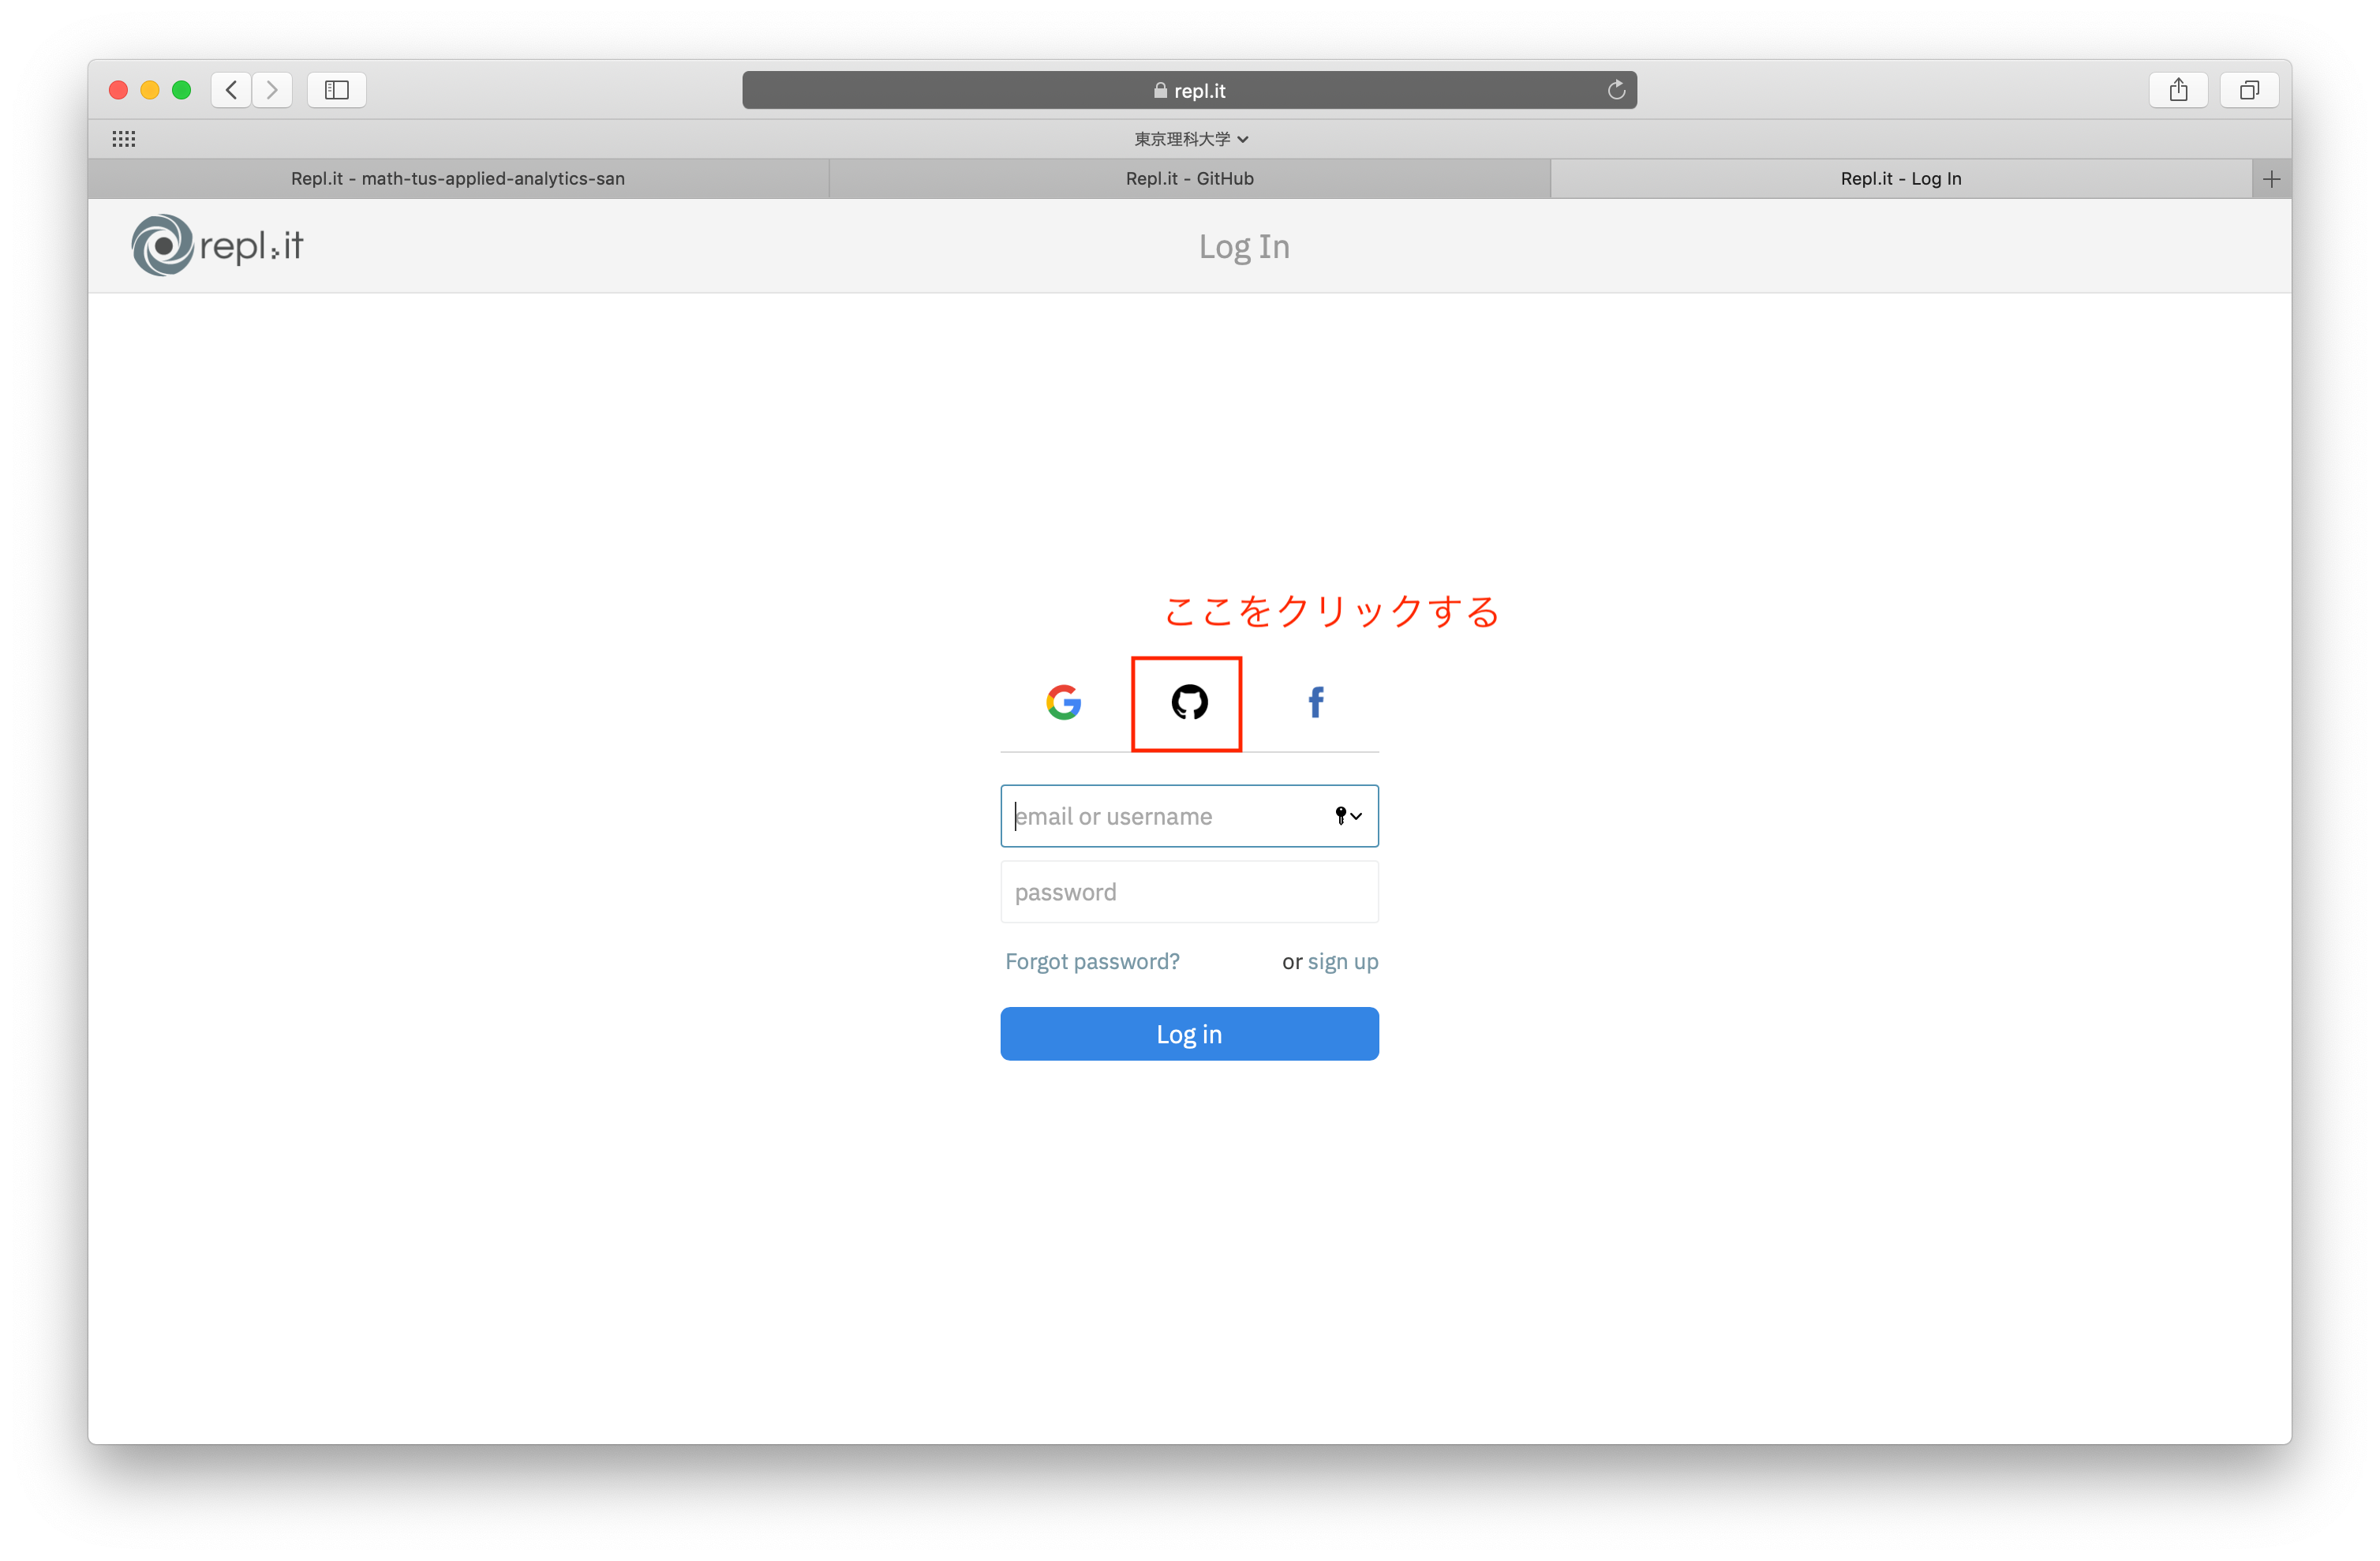 repl.it
東京理科大学
Repl.it - math-tus-applied-analytics-san
Repl.it - GitHub
Repl.it - Log In
repl.it
Log In
ここをクリックする
email or username
password
Forgot password?
or sign up
Log in